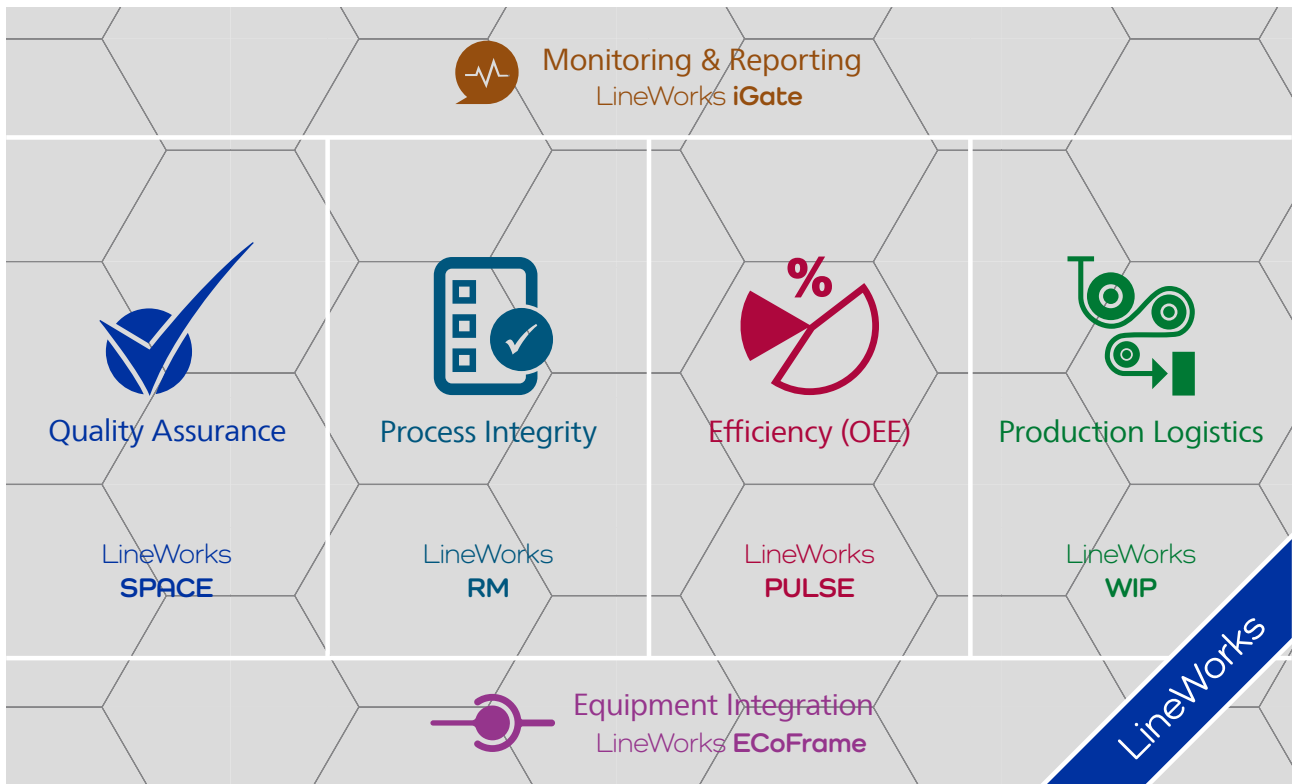 Monitoring & Reporting
LineWorks iGate
%
Quality Assurance
LineWorks
SPACE
Process Integrity
LineWorks
RM
Efficiency (OEE)
LineWorks
PULSE
Production Logistics
LineWorks
WIP
Equipment Integration
LineWorks ECoFrame
LineWorks